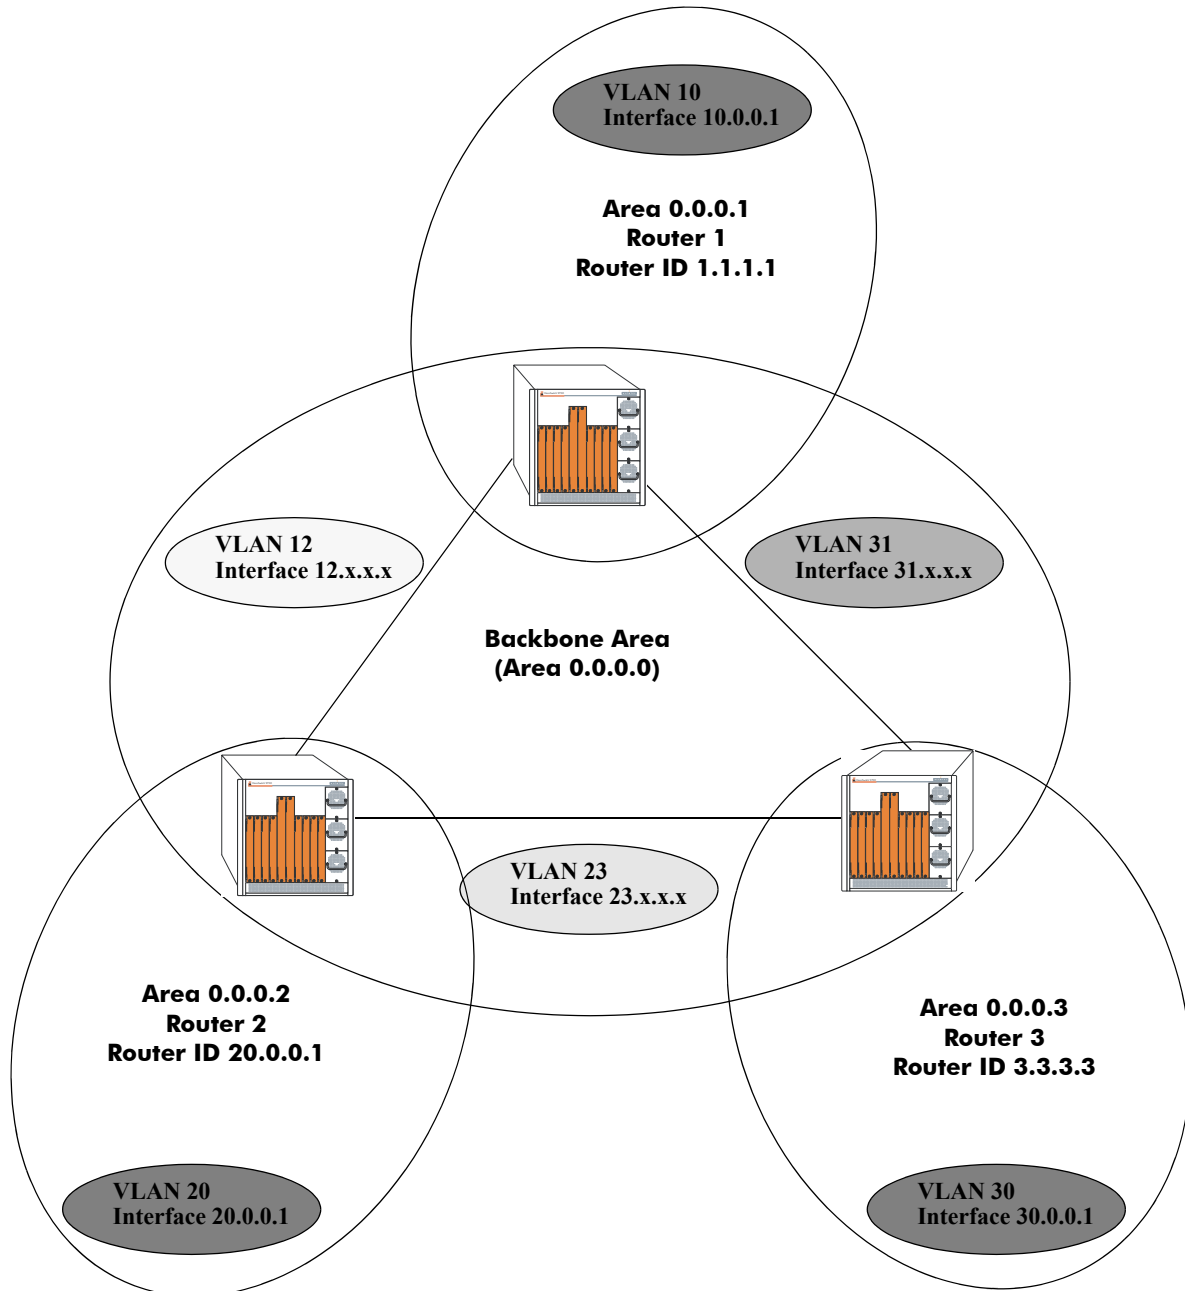 VLAN 10
Interface 10.0.0.1
Area 0.0.0.1
Router 1
Router ID 1.1.1.1
VLAN 12
Interface 12.x.x.x
VLAN 31
Interface 31.x.x.x
Backbone Area
(Area 0.0.0.0)
VLAN 23
Interface 23.x.x.x
Area 0.0.0.2
Router 2
Router ID 20.0.0.1
Area 0.0.0.3
Router 3
Router ID 3.3.3.3
VLAN 20
Interface 20.0.0.1
VLAN 30
Interface 30.0.0.1